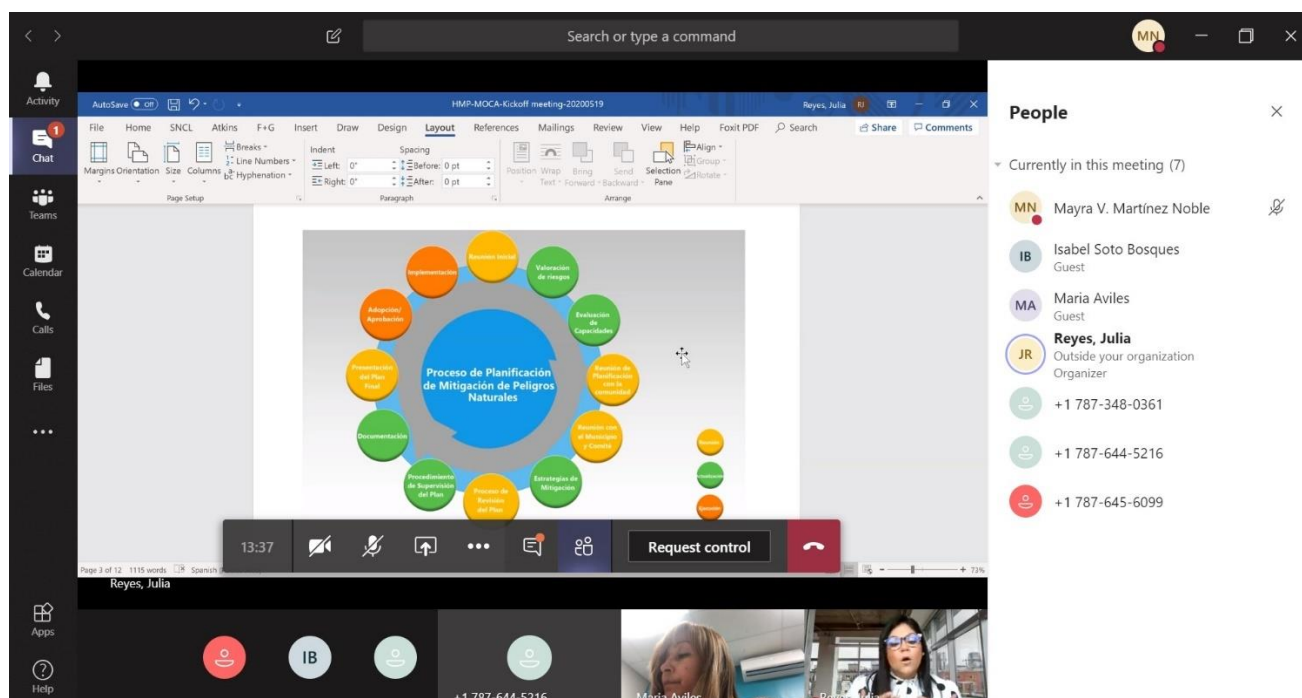 Search or type a command
MN
Activity
1
Chat
Teams
Calendar
Calls
Files
Apps
Help
AutoSave Off
HMP-MOCA-Kickoff meeting-20200519
Reyes, Julia
RJ
File Home SNCL Atkins F+G Insert Draw Design Layout References Mailings Review View Help Foxit PDF Search
Share
Comments
Margins Orientation Size Columns
Breaks
Line Numbers
Hyphenation
Page Setup
Indent
Left: 0"
Right: 0"
Spacing
Before: 0 pt
After: 0 pt
Paragraph
Position Wrap Text
Bring Forward
Send Backward
Selection Pane
Align
Group
Rotate
Arrange
Reunión Inicial
Valoración
de riesgos
Evaluación
de
Capacidades
Reunión de
Planificación
con la
comunidad
Reunión con
el Municipio
y Comité
Estrategias de
Mitigación
Proceso de
Revisión
del Plan
Procedimiento
de Supervisión
del Plan
Documentación
Presentación
del Plan
Final
Adopción/
Aprobación
Implementación
Proceso de Planificación
de Mitigación de Peligros
Naturales
Reunión
Ejecución
13:37
Request control
Page 3 of 12 1115 words Spanish
73%
Reyes, Julia
IB
+1 787-644-5216
Maria Aviles
People
Currently in this meeting (7)
MN
Mayra V. Martínez Noble
IB
Isabel Soto Bosques
Guest
MA
Maria Aviles
Guest
JR
Reyes, Julia
Outside your organization
Organizer
+1 787-348-0361
+1 787-644-5216
+1 787-645-6099